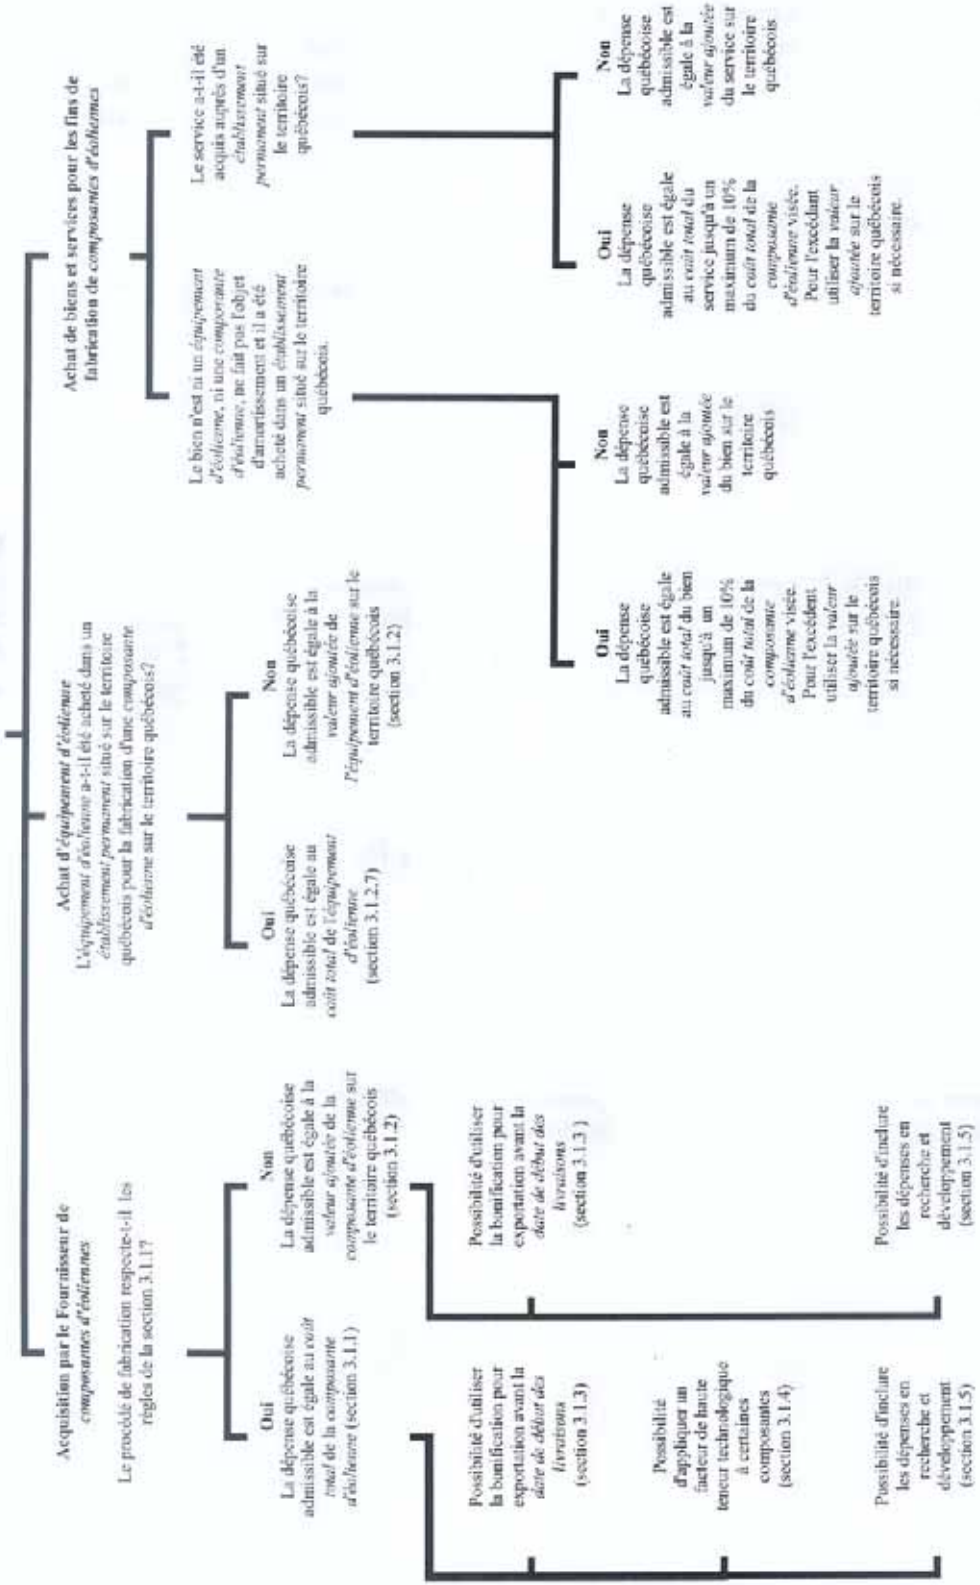 Acquisition par le Fournisseur de
composantes d'éoliennes
Le procédé de fabrication respecte-t-il les
règles de la section 3.1.1?
Oui
La dépense québécoise
admissible est égale au coût
total de la composante
d'éolienne (section 3.1.1)
Possibilité d'utiliser
la bonification pour
exportation avant la
date de début des
livraisons
(section 3.1.3)
Possibilité
d'appliquer un
facteur de haute
teneur technologique
à certaines
composantes
(section 3.1.4)
Possibilité d'inclure
les dépenses en
recherche et
développement
(section 3.1.5)
Non
La dépense québécoise
admissible est égale à la
valeur ajoutée de la
composante d'éolienne sur
le territoire québécois
(section 3.1.2)
Possibilité d'utiliser
la bonification pour
exportation avant la
date de début des
livraisons
(section 3.1.3 )
Possibilité d'inclure
les dépenses en
recherche et
développement
(section 3.1.5)
Achat d'équipement d'éolienne
L'équipement d'éolienne a-t-il été acheté dans un
établissement permanent situé sur le territoire
québécois pour la fabrication d'une composante
d'éolienne sur le territoire québécois?
Oui
La dépense québécoise
admissible est égale au
coût total de l'équipement
d'éolienne
(section 3.1.2.7)
Non
La dépense québécoise
admissible est égale à la
valeur ajoutée de
l'équipement d'éolienne sur le
territoire québécois
(section 3.1.2)
Achat de biens et services pour les fins de
fabrication de composantes d'éoliennes
Le bien n'est ni un équipement
d'éolienne, ni une composante
d'éolienne, ne fait pas l'objet
d'amortissement et il a été
acheté dans un établissement
permanent situé sur le territoire
québécois.
Oui
La dépense
québécoise
admissible est égale
au coût total du bien
jusqu'à un
maximum de 10%
du coût total de la
composante
d'éolienne visée.
Pour l'excédent
utiliser la valeur
ajoutée sur le
territoire québécois
si nécessaire.
Non
La dépense
québécoise
admissible est
égale à la
valeur ajoutée
du bien sur le
territoire
québécois
Le service a-t-il été
acquis auprès d'un
établissement
permanent situé sur
le territoire
québécois?
Oui
La dépense
québécoise
admissible est égale
au coût total du
service jusqu'à un
maximum de 10%
du coût total de la
composante
d'éolienne visée.
Pour l'excédant
utiliser la valeur
ajoutée sur le
territoire québécois
si nécessaire.
Non
La dépense
québécoise
admissible est
égale à la
valeur ajoutée
du service sur
le territoire
québécois